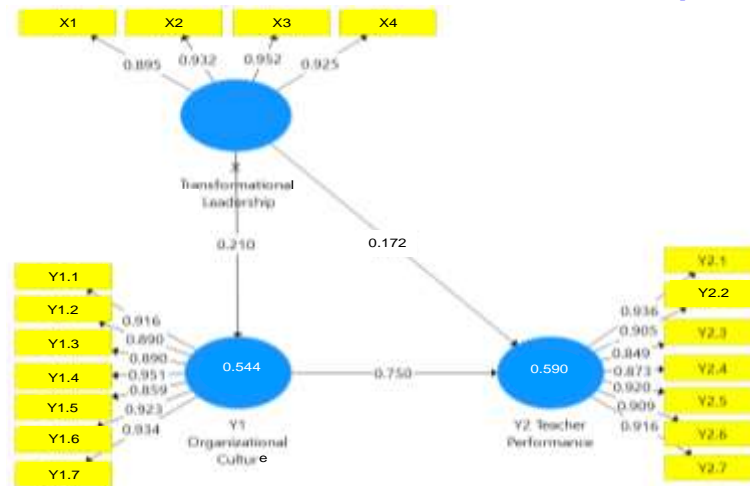 X1 X2 X3 X4
0.895 0.932 0.952 0.925
X
Transformational
Leadership
0.210
0.172
Y1.1
Y1.2
Y1.3
Y1.4
Y1.5
Y1.6
Y1.7
0.916
0.890
0.890
0.951
0.859
0.923
0.934
0.544
Y1
Organizational
Culture
0.750
0.590
Y2 Teacher
Performance
0.936
0.905
0.849
0.873
0.920
0.909
0.916
Y2.1
Y2.2
Y2.3
Y2.4
Y2.5
Y2.6
Y2.7